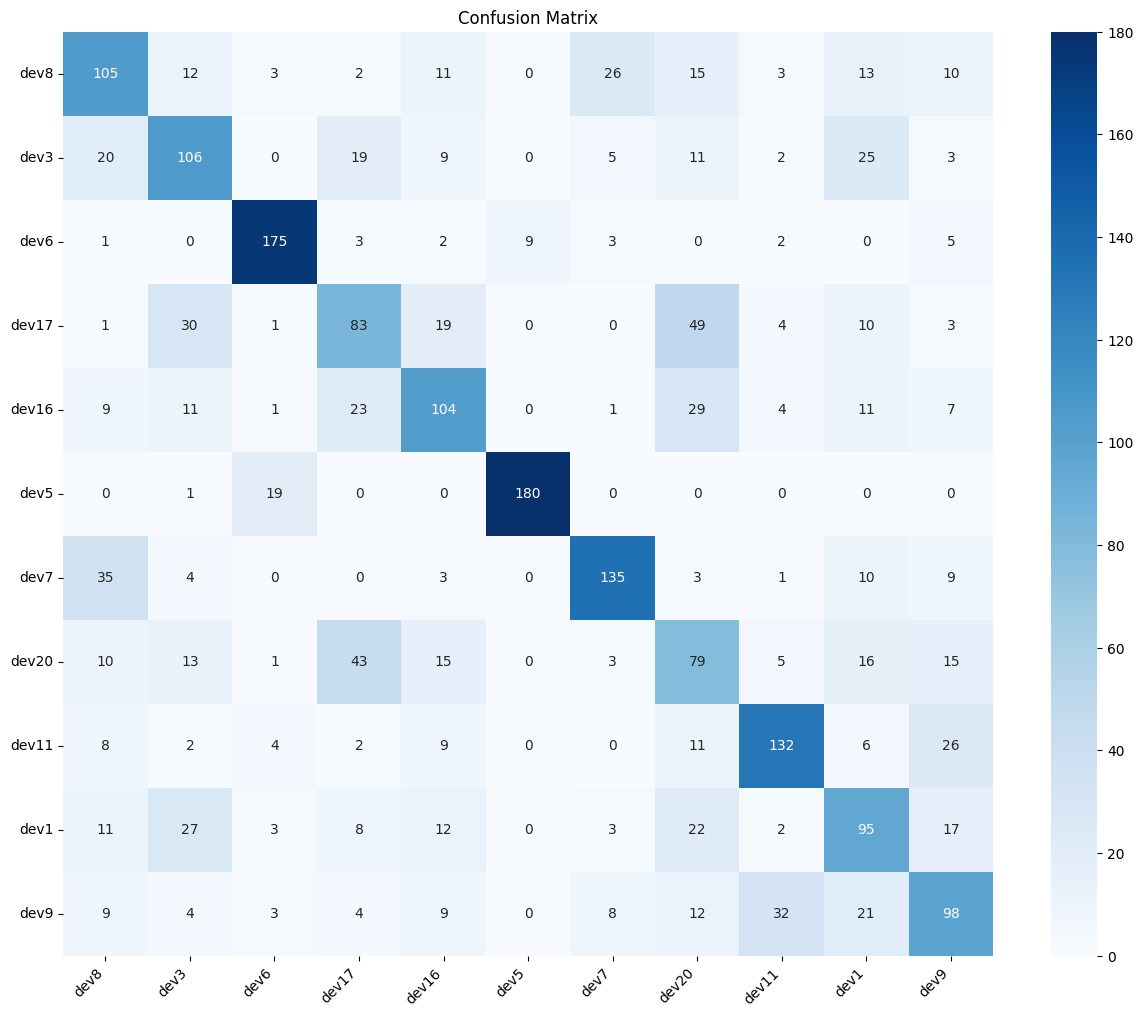 Confusion Matrix
dev8 105 12 3 2 11 0 26 15 3 13 10
dev3 20 106 0 19 9 0 5 11 2 25 3
dev6 1 0 175 3 2 9 3 0 2 0 5
dev17 1 30 1 83 19 0 0 49 4 10 3
dev16 9 11 1 23 104 0 1 29 4 11 7
dev5 0 1 19 0 0 180 0 0 0 0 0
dev7 35 4 0 0 3 0 135 3 1 10 9
dev20 10 13 1 43 15 0 3 79 5 16 15
dev11 8 2 4 2 9 0 0 11 132 6 26
dev1 11 27 3 8 12 0 3 22 2 95 17
dev9 9 4 3 4 9 0 8 12 32 21 98
dev8 dev3 dev6 dev17 dev16 dev5 dev7 dev20 dev11 dev1 dev9
180
160
140
120
100
80
60
40
20
0